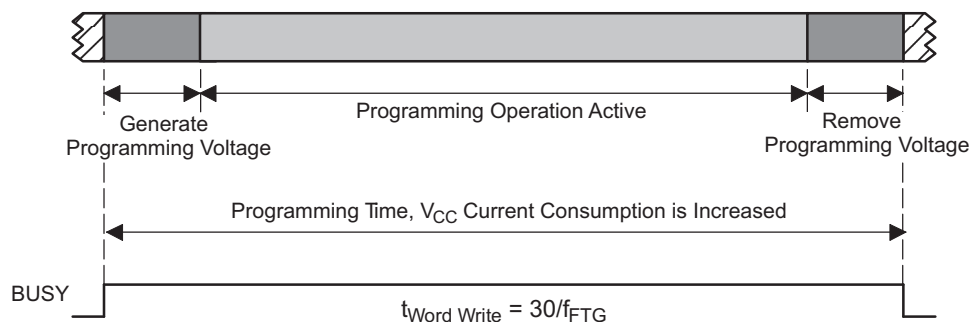 Generate
Programming Voltage
Programming Operation Active
Remove
Programming Voltage
Programming Time, VCC Current Consumption is Increased
BUSY
tWord Write = 30/fFTG